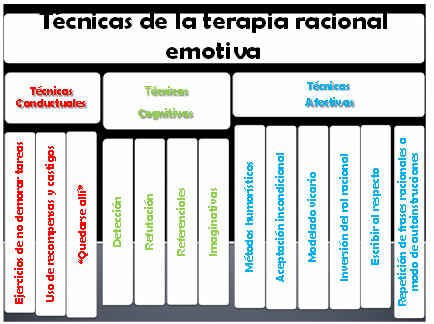 Técnicas de la terapia racional
emotiva
Técnicas
Conductuales
Técnicas
Cognitivas
Técnicas
Afectivas
Ejercicios de no demorar tareas
Uso de recompensas y castigos
“Quedarse allí”
Detección
Refutación
Referenciales
Imaginativas
Métodos humorísticos
Aceptación incondicional
Modelado vicario
Inversión del rol racional
Escribir al respecto
Repetición de frases racionales a
modo de autoinstrucciones